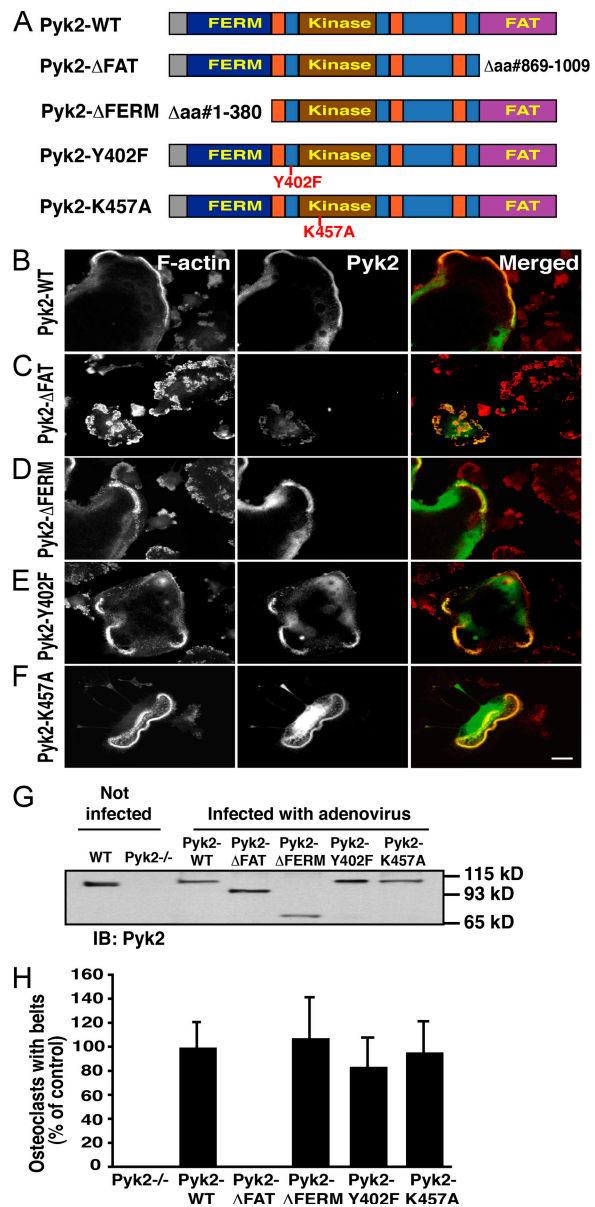 A
Pyk2-WT FERM Kinase FAT
Pyk2-ΔFAT FERM Kinase Δaa#869-1009
Pyk2-ΔFERM Δaa#1-380 Kinase FAT
Pyk2-Y402F FERM Kinase FAT
Y402F
Pyk2-K457A FERM Kinase FAT
K457A
B F-actin Pyk2 Merged
Pyk2-WT
C
Pyk2-ΔFAT
D
Pyk2-ΔFERM
E
Pyk2-Y402F
F
Pyk2-K457A
G
Not infected
Infected with adenovirus
WT Pyk2-/- Pyk2-WT Pyk2-ΔFAT Pyk2-ΔFERM Pyk2-Y402F Pyk2-K457A
115 kD
93 kD
65 kD
IB: Pyk2
H
Osteoclasts with belts
(% of control)
160
140
120
100
80
60
40
20
0
Pyk2-/- Pyk2-WT Pyk2-ΔFAT Pyk2-ΔFERM Pyk2-Y402F Pyk2-K457A